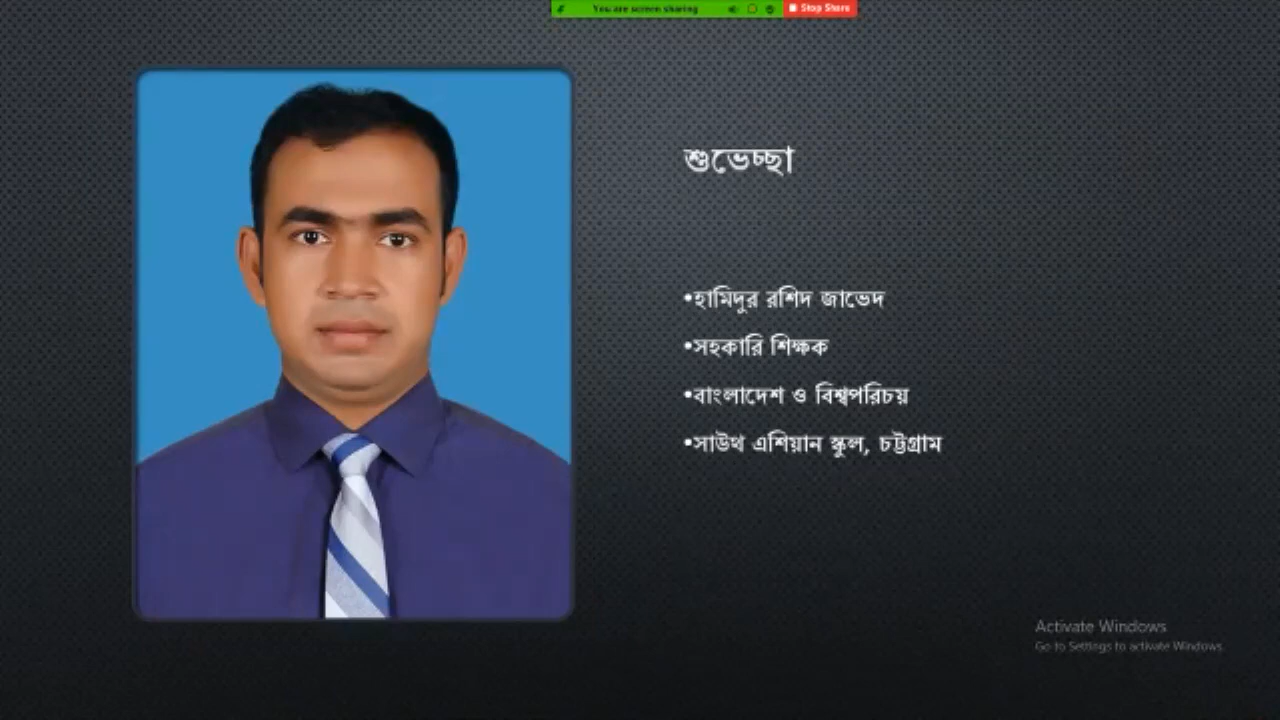 You are screen sharing
Stop Share
শুভেচ্ছা
•হামিদুর রশিদ জাভেদ
•সহকারি শিক্ষক
•বাংলাদেশ ও বিশ্বপরিচয়
•সাউথ এশিয়ান স্কুল, চট্টগ্রাম
Activate Windows
Go to Settings to activate Windows